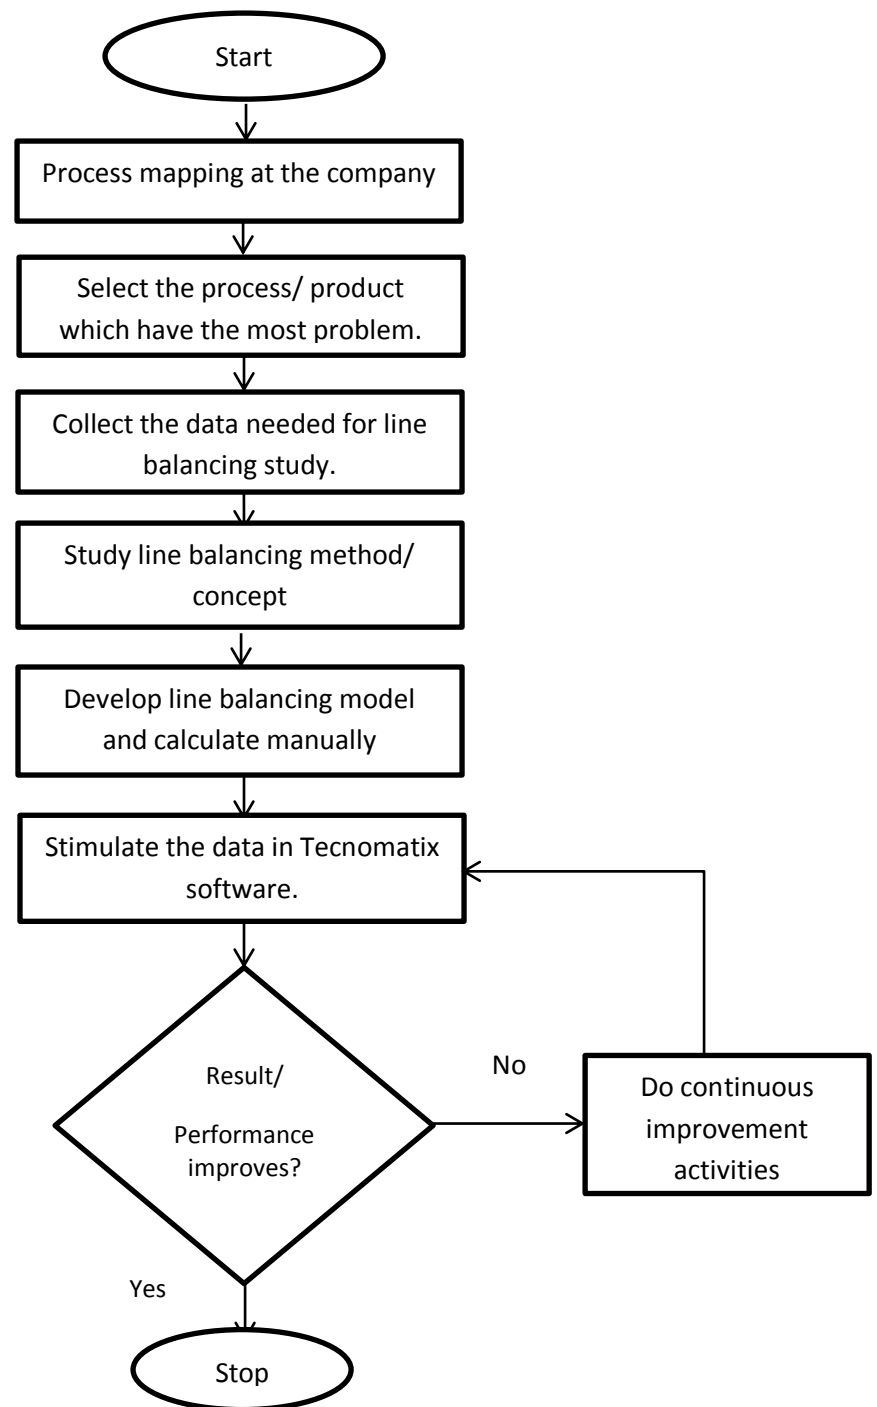 Start
Process mapping at the company
Select the process/ product
which have the most problem.
Collect the data needed for line
balancing study.
Study line balancing method/
concept
Develop line balancing model
and calculate manually
Stimulate the data in Tecnomatix
software.
Result/
Performance
improves?
No
Do continuous
improvement
activities
Yes
Stop